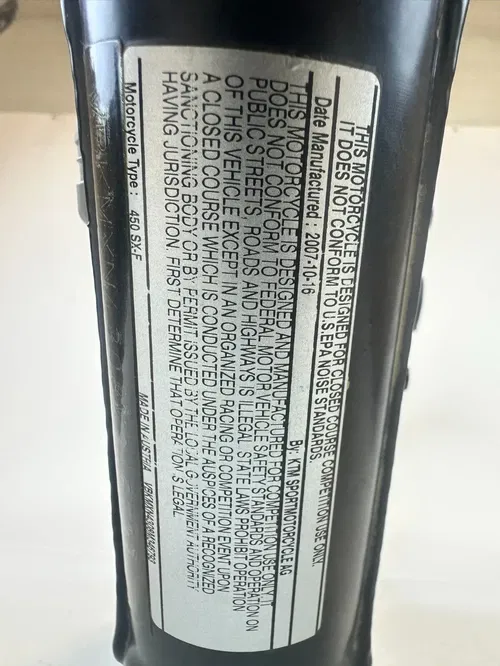 THIS MOTORCYCLE IS DESIGNED FOR CLOSED COURSE COMPETITION USE ONLY.
IT DOES NOT CONFORM TO U.S.EPA NOISE STANDARDS.
Date Manufactured : 2007-10-16 By: KTM SPORTMOTORCYCLE AG
THIS MOTORCYCLE IS DESIGNED AND MANUFACTURED FOR COMPETITION USE ONLY. IT
DOES NOT CONFORM TO FEDERAL MOTOR VEHICLE SAFETY STANDARDS AND OPERATION ON
PUBLIC STREETS, ROADS AND HIGHWAYS IS ILLEGAL. STATE LAWS PROHIBIT OPERATION
OF THIS VEHICLE EXCEPT IN AN ORGANIZED RACING OR COMPETITION EVENT UPON
A CLOSED COURSE WHICH IS CONDUCTED UNDER THE AUSPICES OF A RECOGNIZED
SANCTIONING BODY OR BY PERMIT ISSUED BY THE LOCAL GOVERNMENT AUTHORITY
HAVING JURISDICTION. FIRST DETERMINE THAT OPERATION IS LEGAL
Motorcycle Type : 450 SX-F MADE IN AUSTRIA